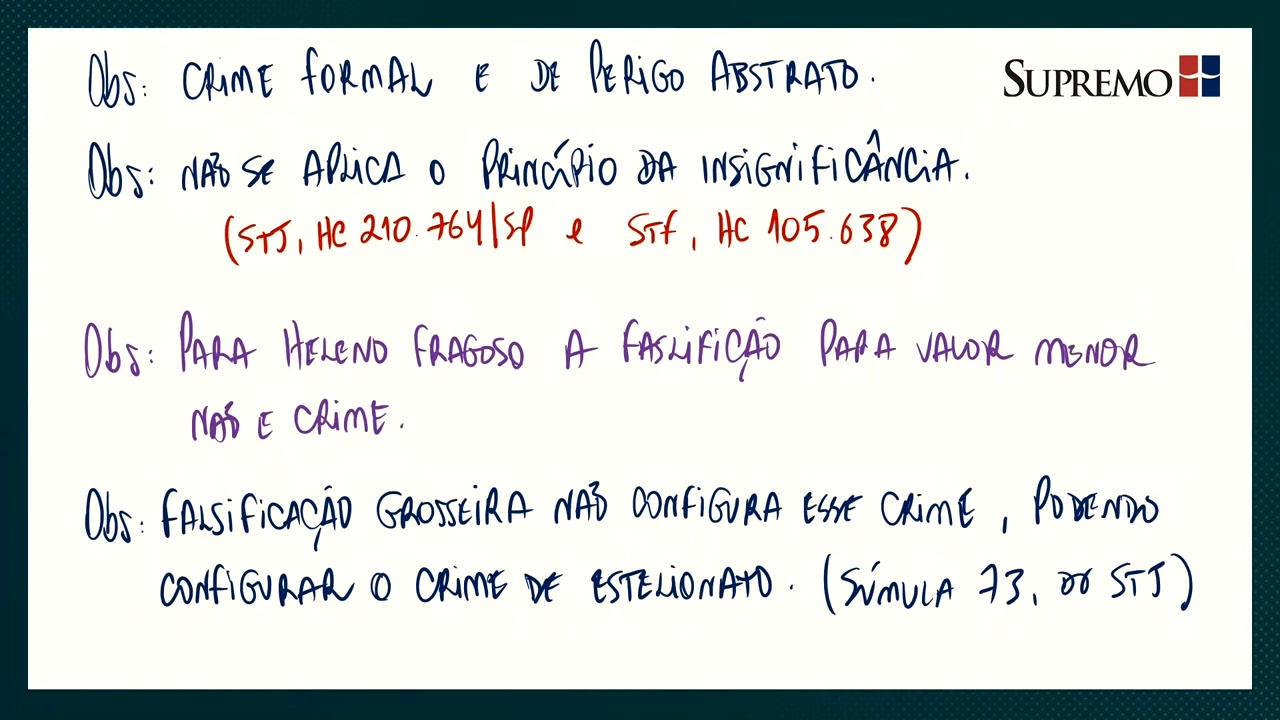 Obs: CRIME FORMAL E DE PERIGO ABSTRATO.
SUPREMO
Obs: NÃO SE APLICA O PRINCÍPIO DA INSIGNIFICÂNCIA.
(STJ, HC 210.764/SP e STF, HC 105.638)
Obs: PARA HELENO FRAGOSO A FASLIFICÃO PARA VALOR MENOR
NÃO E CRIME.
Obs: FALSIFICAÇÃO GROSSEIRA NÃO CONFIGURA ESSE CRIME, PODENDO
CONFIGURAR O CRIME DE ESTELIONATO. (SÚMULA 73, DO STJ)